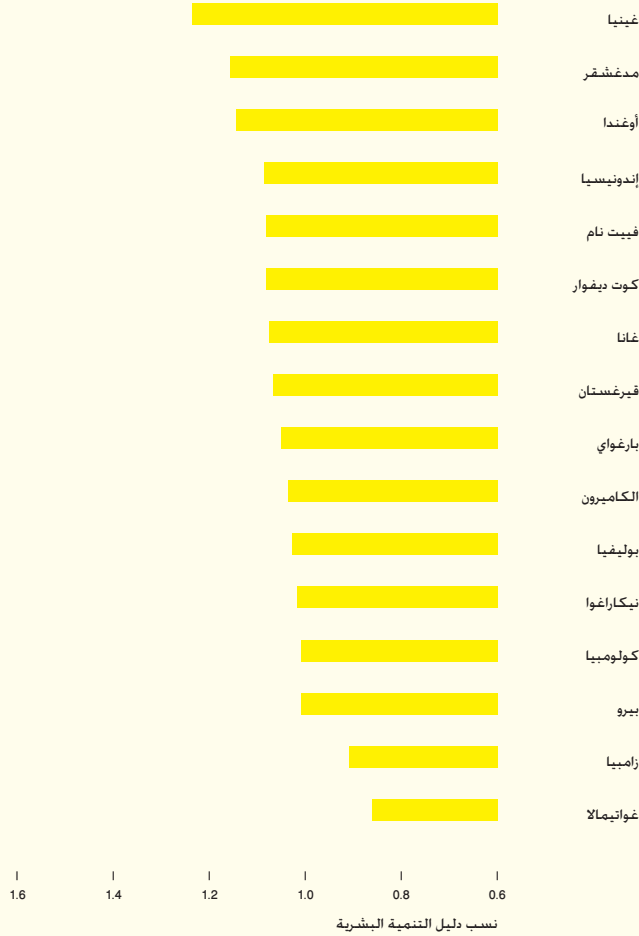 غينيا
مدغشقر
أوغندا
إندونيسيا
فييت نام
كوت ديفوار
غانا
قيرغستان
بارغواي
الكاميرون
بوليفيا
نيكاراغوا
كولومبيا
بيرو
زامبيا
غواتيمالا
1.6 1.4 1.2 1.0 0.8 0.6
نسب دليل التنمية البشرية